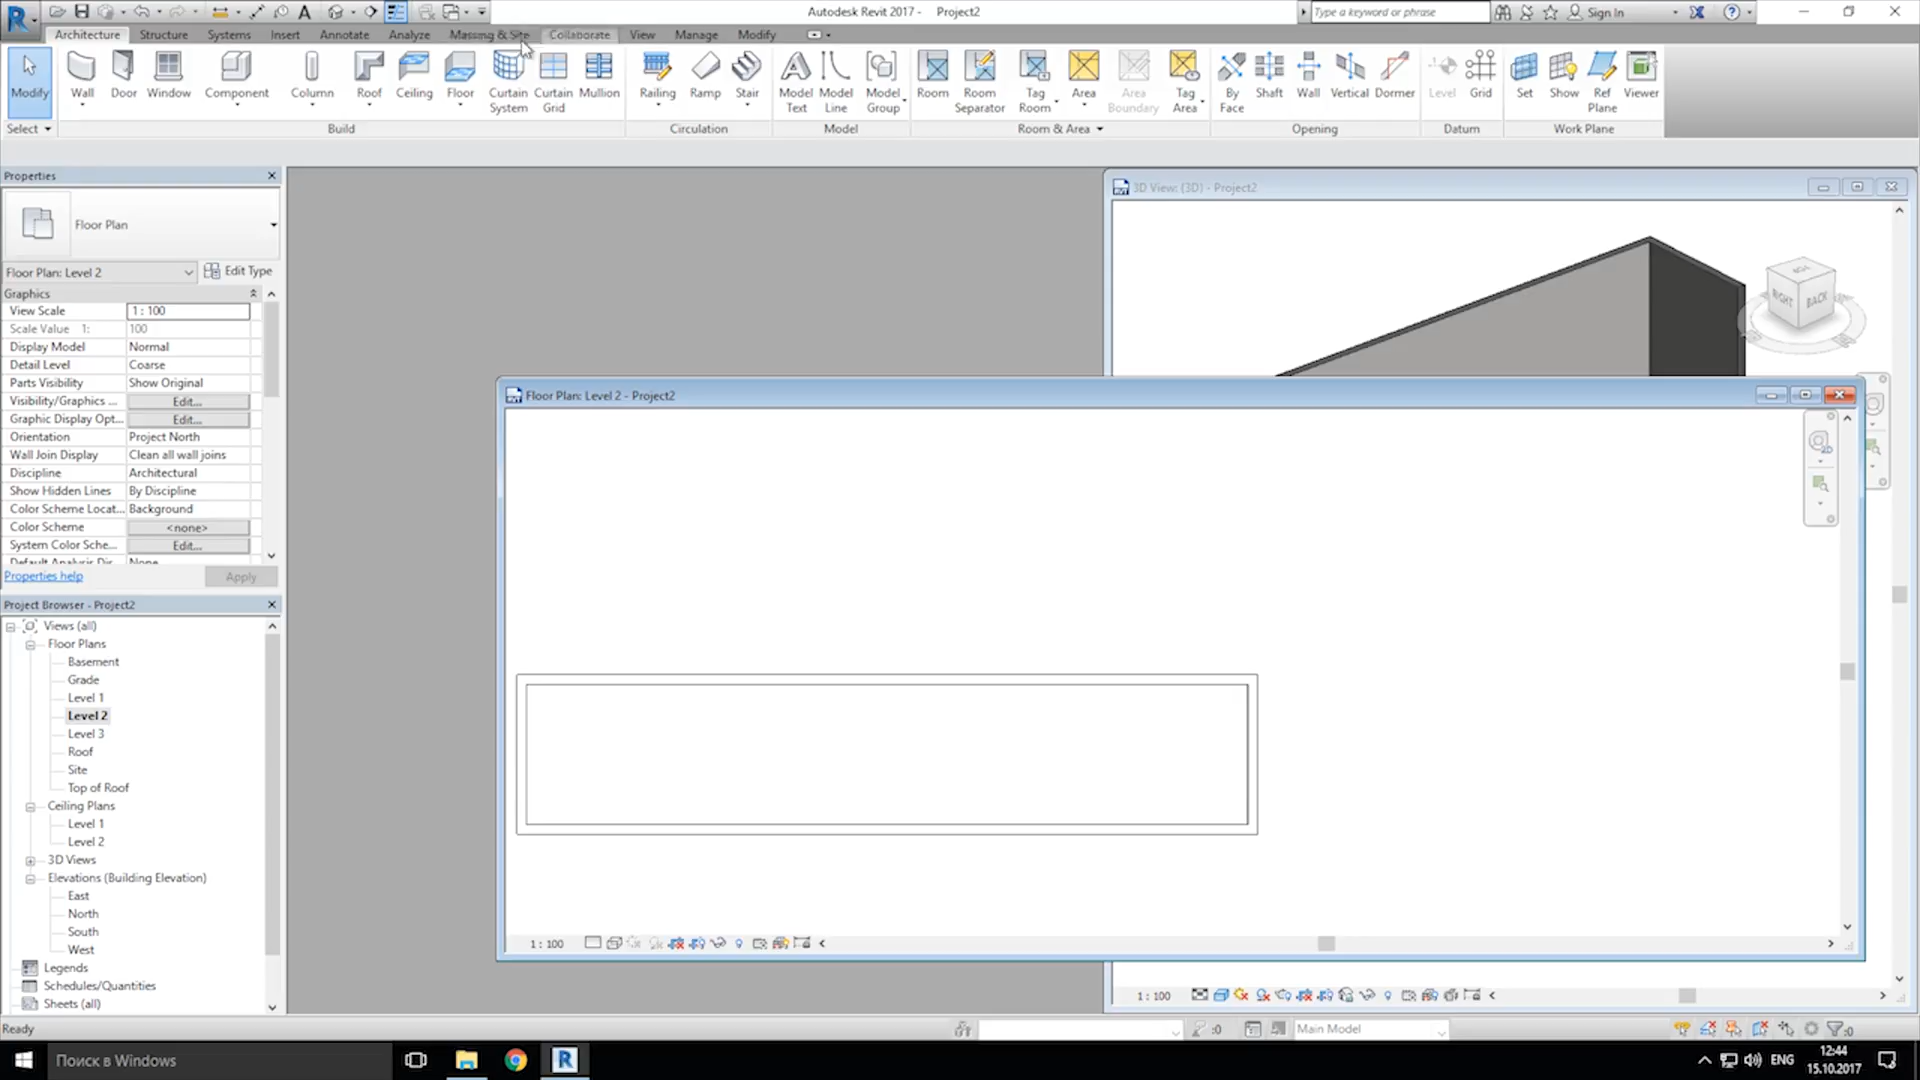 Autodesk Revit 2017 - Project2
Type a keyword or phrase
Sign In
Architecture Structure Systems Insert Annotate Analyze Massing & Site Collaborate View Manage Modify
Modify Wall Door Window Component Column Roof Ceiling Floor Curtain System Curtain Grid Mullion Railing Ramp Stair Model Text Model Line Model Group Room Room Separator Tag Room Area Area Boundary Tag Area By Face Shaft Wall Vertical Dormer Level Grid Set Show Ref Plane Viewer
Select Build Circulation Model Room & Area Opening Datum Work Plane
Properties
Floor Plan
Floor Plan: Level 2 Edit Type
Graphics
View Scale 1 : 100
Scale Value 1: 100
Display Model Normal
Detail Level Coarse
Parts Visibility Show Original
Visibility/Graphics ... Edit...
Graphic Display Opt... Edit...
Orientation Project North
Wall Join Display Clean all wall joins
Discipline Architectural
Show Hidden Lines By Discipline
Color Scheme Locat... Background
Color Scheme <none>
System Color Sche... Edit...
Default Analysis Dis... None
Properties help Apply
Project Browser - Project2
Views (all)
Floor Plans
Basement
Grade
Level 1
Level 2
Level 3
Roof
Site
Top of Roof
Ceiling Plans
Level 1
Level 2
3D Views
Elevations (Building Elevation)
East
North
South
West
Legends
Schedules/Quantities
Sheets (all)
3D View: {3D} - Project2
RIGHT BACK
Floor Plan: Level 2 - Project2
1 : 100
1 : 100
Ready
:0
Main Model
:0
Поиск в Windows
ENG
12:44
15.10.2017